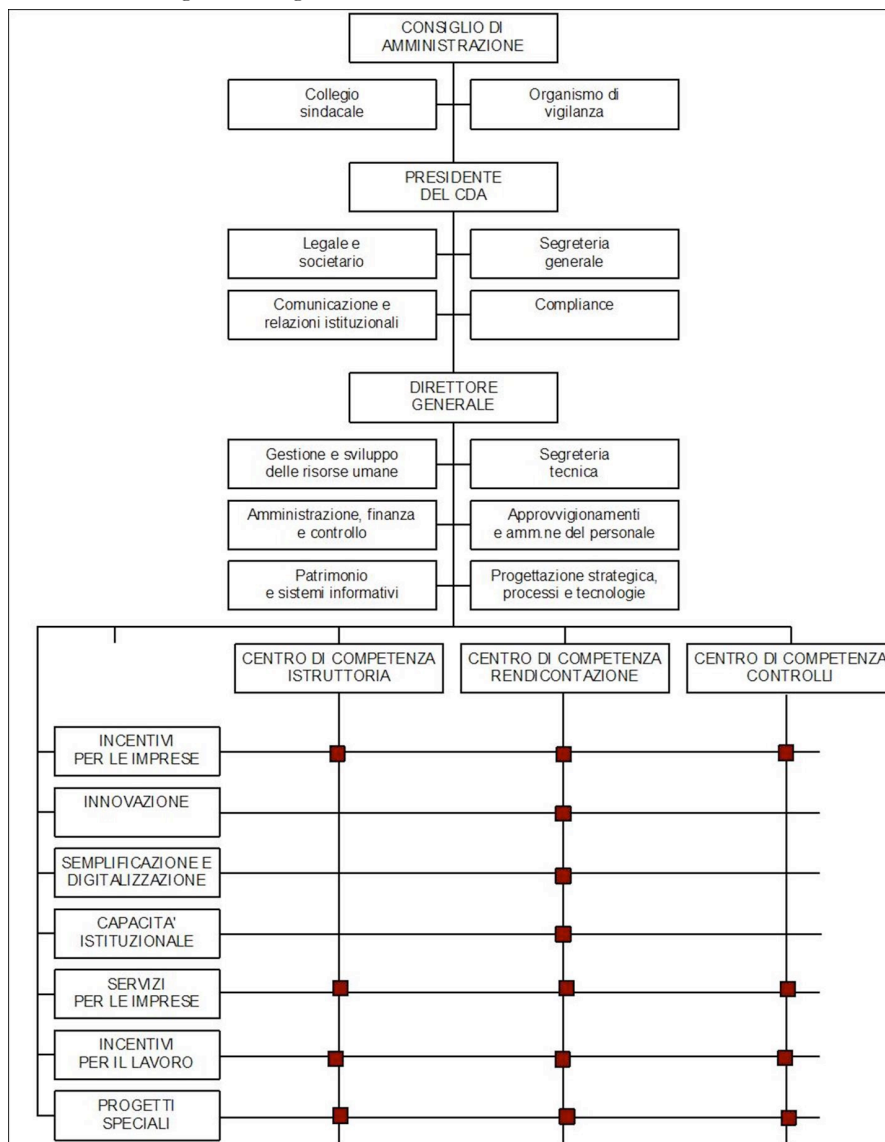 CONSIGLIO DI
AMMINISTRAZIONE
Collegio
sindacale
Organismo di
vigilanza
PRESIDENTE
DEL CDA
Legale e
societario
Segreteria
generale
Comunicazione e
relazioni istituzionali
Compliance
DIRETTORE
GENERALE
Gestione e sviluppo
delle risorse umane
Segreteria
tecnica
Amministrazione, finanza
e controllo
Approvvigionamenti
e amm.ne del personale
Patrimonio
e sistemi informativi
Progettazione strategica,
processi e tecnologie
CENTRO DI COMPETENZA
ISTRUTTORIA
CENTRO DI COMPETENZA
RENDICONTAZIONE
CENTRO DI COMPETENZA
CONTROLLI
INCENTIVI
PER LE IMPRESE
INNOVAZIONE
SEMPLIFICAZIONE E
DIGITALIZZAZIONE
CAPACITA'
ISTITUZIONALE
SERVIZI
PER LE IMPRESE
INCENTIVI
PER IL LAVORO
PROGETTI
SPECIALI